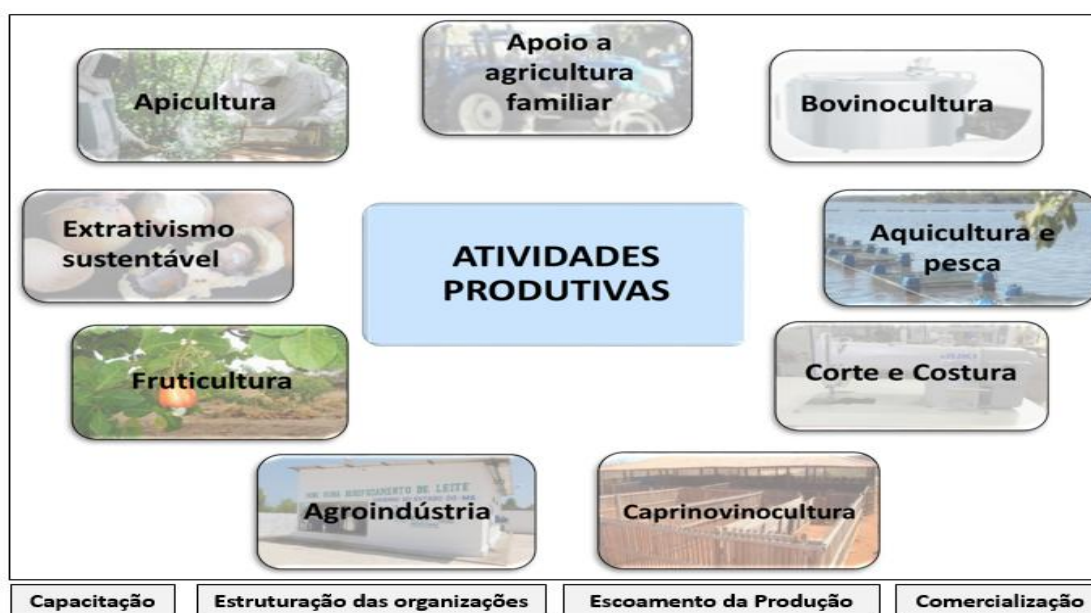 Apicultura
Apoio a
agricultura
familiar
Bovinocultura
Extrativismo
sustentável
ATIVIDADES
PRODUTIVAS
Aquicultura e
pesca
Fruticultura
Corte e Costura
Agroindústria
Caprinovinocultura
Capacitação
Estruturação das organizações
Escoamento da Produção
Comercialização